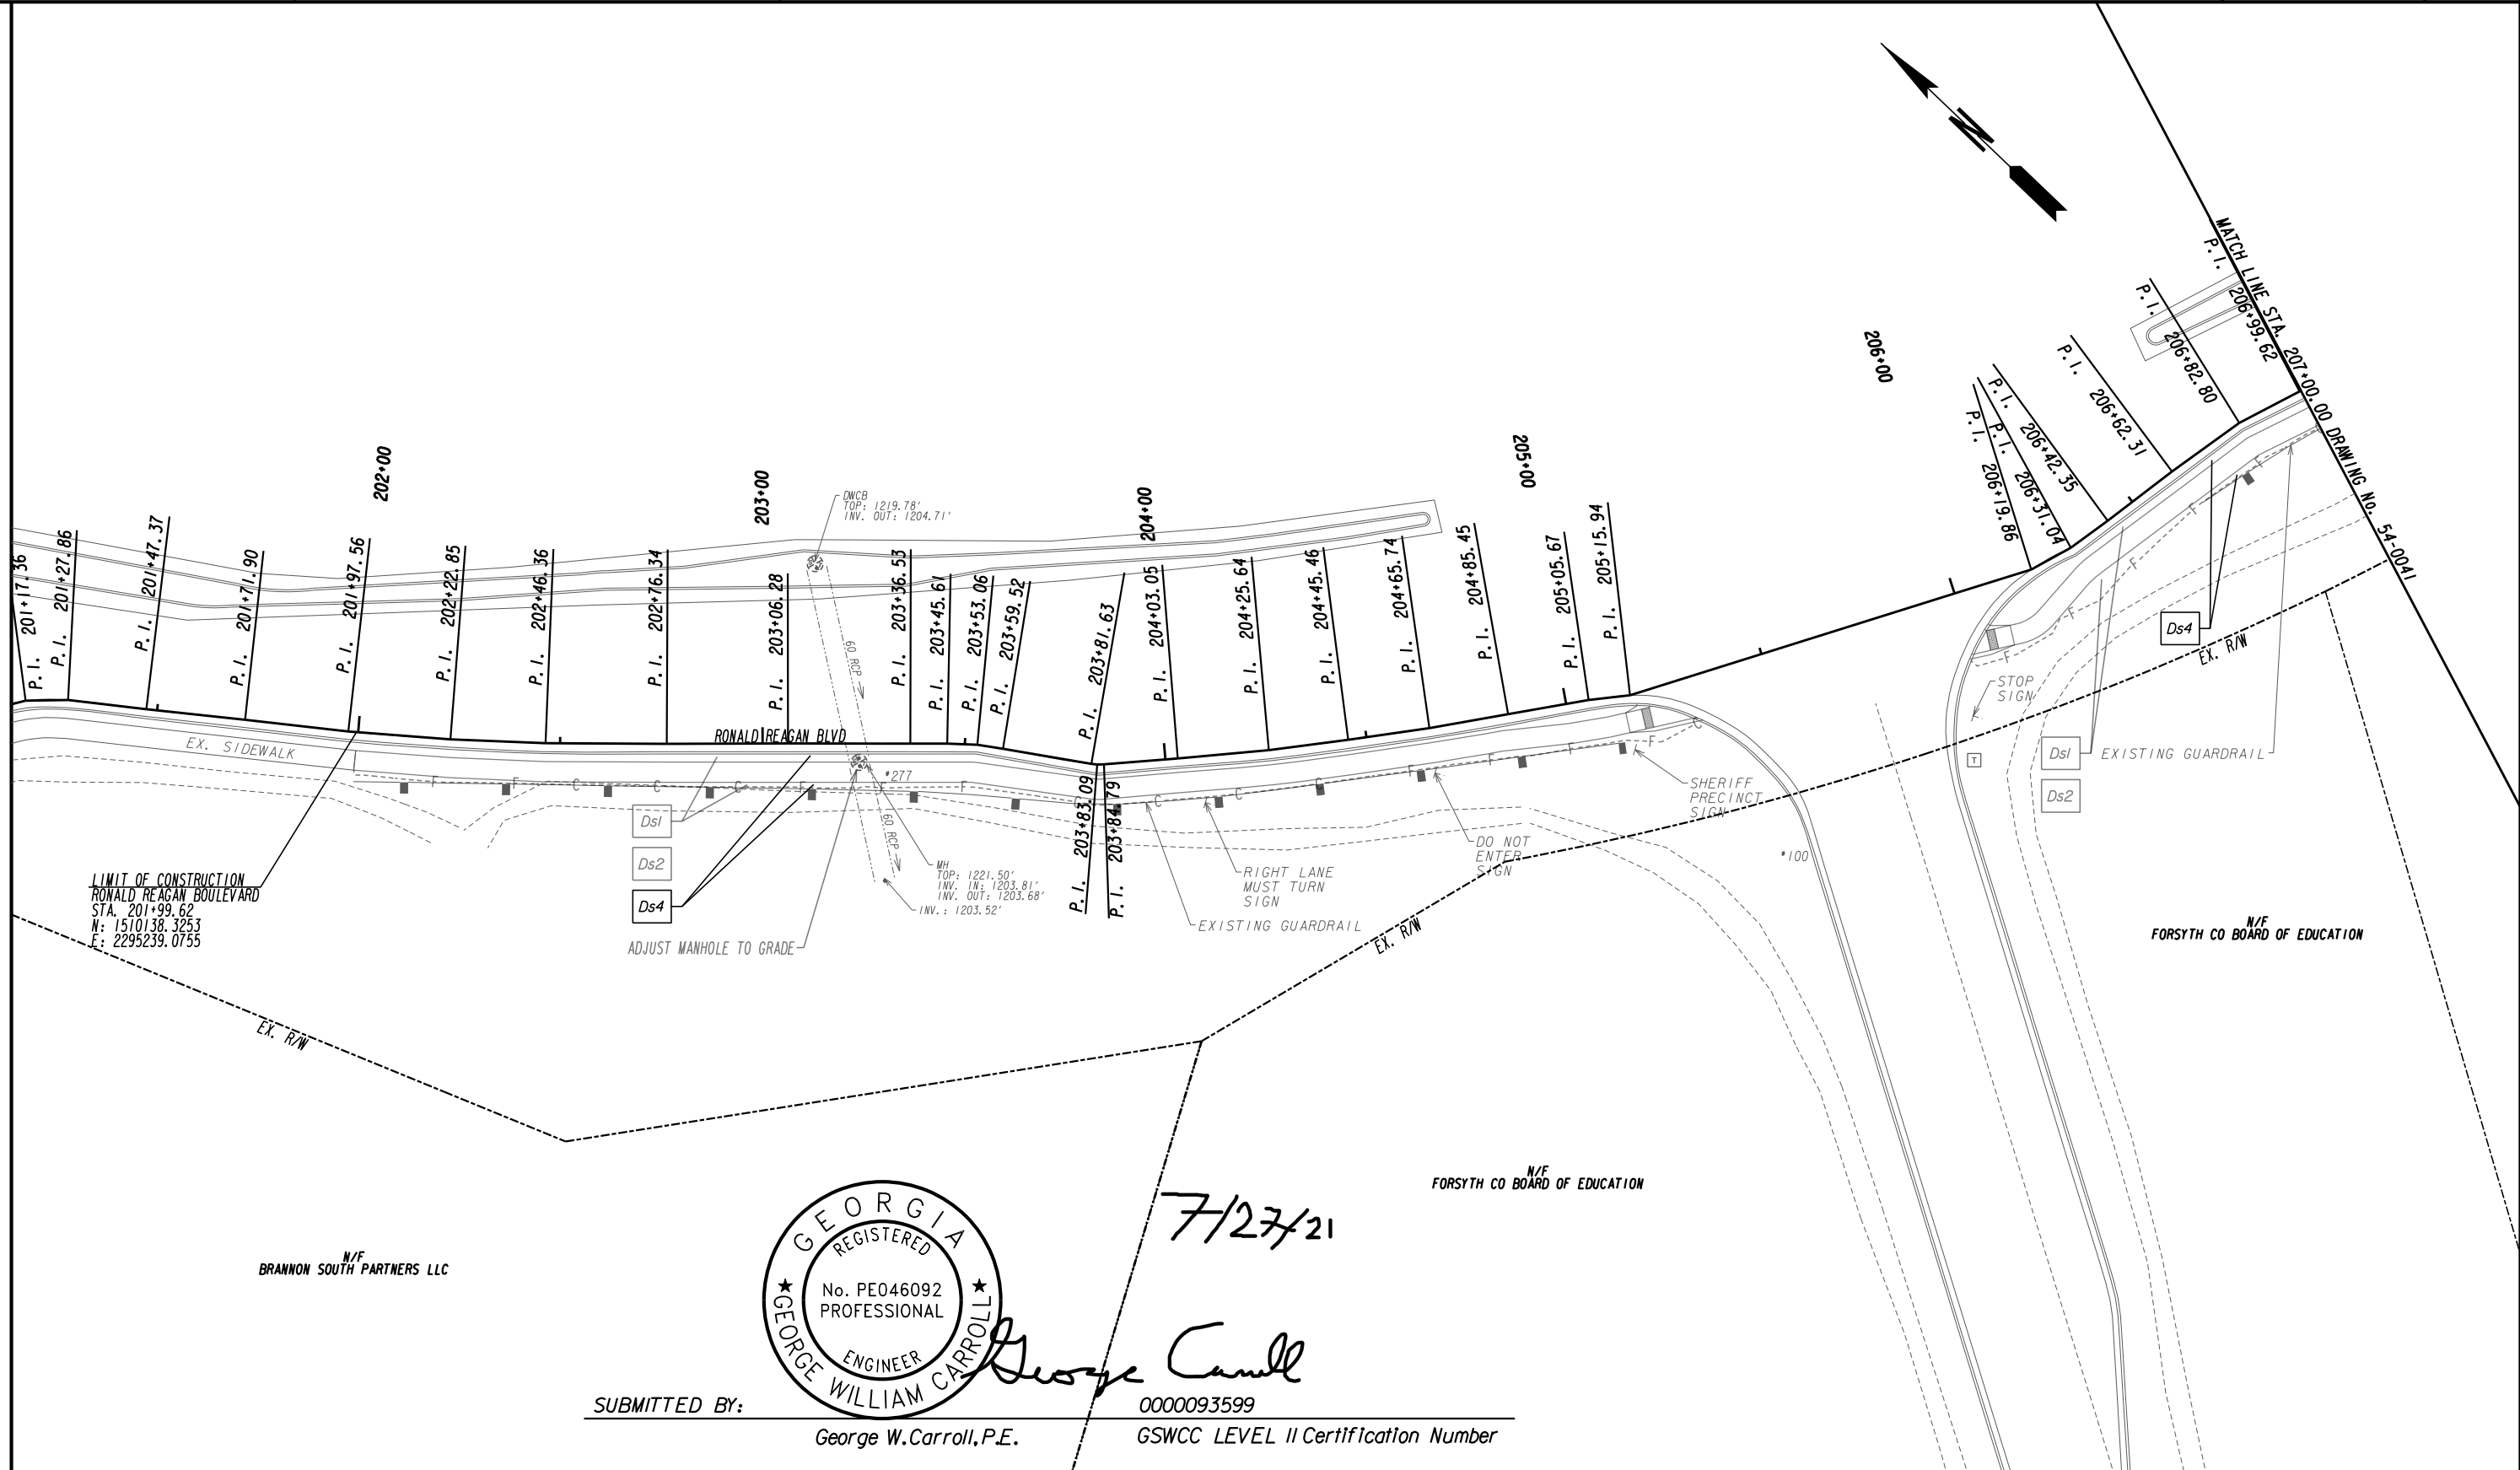 MATCH LINE STA. 207+00.00 DRAWING No. 54-0041
P.I. 206+99.62
P.I. 206+82.80
P.I. 206+62.31
P.I. 206+42.35
P.I. 206+31.04
P.I. 206+19.86
N
206+00
205+00
204+00
203+00
202+00
P.I. 201+17.36
P.I. 201+27.86
P.I. 201+47.37
P.I. 201+71.90
P.I. 201+97.56
P.I. 202+22.85
P.I. 202+46.36
P.I. 202+76.34
P.I. 203+06.28
P.I. 203+36.53
P.I. 203+45.61
P.I. 203+53.06
P.I. 203+59.52
P.I. 203+81.63
P.I. 203+83.09
P.I. 203+84.79
P.I. 204+03.05
P.I. 204+25.64
P.I. 204+45.46
P.I. 204+65.74
P.I. 204+85.45
P.I. 205+05.67
P.I. 205+15.94
DWCB
TOP: 1219.78'
INV. OUT: 1204.71'
60 RCP
60 RCP
RONALD REAGAN BLVD
EX. SIDEWALK
277
Ds1
Ds2
Ds4
MH
TOP: 1221.50'
INV. IN: 1203.81'
INV. OUT: 1203.68'
INV.: 1203.52'
ADJUST MANHOLE TO GRADE
LIMIT OF CONSTRUCTION
RONALD REAGAN BOULEVARD
STA. 201+99.62
N: 1510138.3253
E: 2295239.0755
EX. R/W
RIGHT LANE
MUST TURN
SIGN
EXISTING GUARDRAIL
DO NOT
ENTER
SIGN
SHERIFF
PRECINCT
SIGN
100
EX. R/W
STOP
SIGN
T
Ds4
EX. R/W
Ds1
EXISTING GUARDRAIL
Ds2
N/F
FORSYTH CO BOARD OF EDUCATION
N/F
FORSYTH CO BOARD OF EDUCATION
N/F
BRANNON SOUTH PARTNERS LLC
GEORGIA
REGISTERED
No. PE046092
PROFESSIONAL
ENGINEER
GEORGE WILLIAM CARROLL
7/27/21
George Carroll
SUBMITTED BY:
0000093599
George W.Carroll, P.E.
GSWCC LEVEL II Certification Number
F
F
C
C
C
F
F
F
C
C
C
C
F
F
F
F
C
F
F
F
F
F